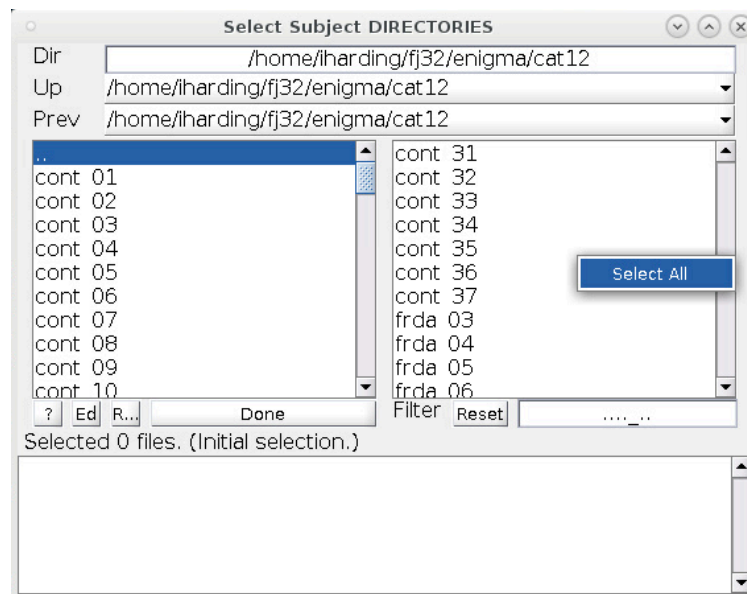 Select Subject DIRECTORIES
Dir /home/iharding/fj32/enigma/cat12
Up /home/iharding/fj32/enigma/cat12
Prev /home/iharding/fj32/enigma/cat12
..
cont 01
cont 02
cont 03
cont 04
cont 05
cont 06
cont 07
cont 08
cont 09
cont 10
cont 31
cont 32
cont 33
cont 34
cont 35
cont 36
cont 37
frda 03
frda 04
frda 05
frda 06
Select All
? Ed R... Done
Filter Reset ...._..
Selected 0 files. (Initial selection.)